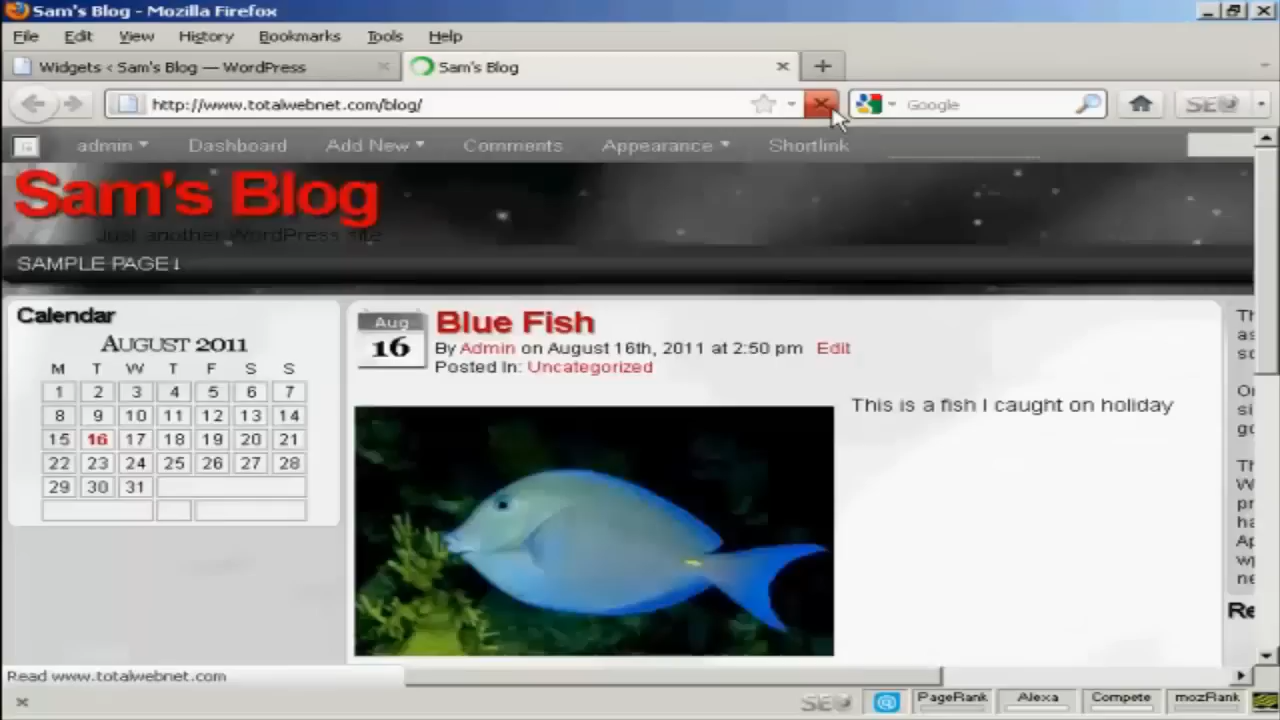 Sam's Blog - Mozilla Firefox
File Edit View History Bookmarks Tools Help
Widgets < Sam's Blog — WordPress
Sam's Blog
http://www.totalwebnet.com/blog/
Google
SEO
admin Dashboard Add New Comments Appearance Shortlink
Sam's Blog
Just another WordPress site
SAMPLE PAGE
Calendar
AUGUST 2011
M T W T F S S
1 2 3 4 5 6 7
8 9 10 11 12 13 14
15 16 17 18 19 20 21
22 23 24 25 26 27 28
29 30 31
Aug
16
Blue Fish
By Admin on August 16th, 2011 at 2:50 pm Edit
Posted In: Uncategorized
This is a fish I caught on holiday
Read www.totalwebnet.com
SEO PageRank Alexa Compete mozRank